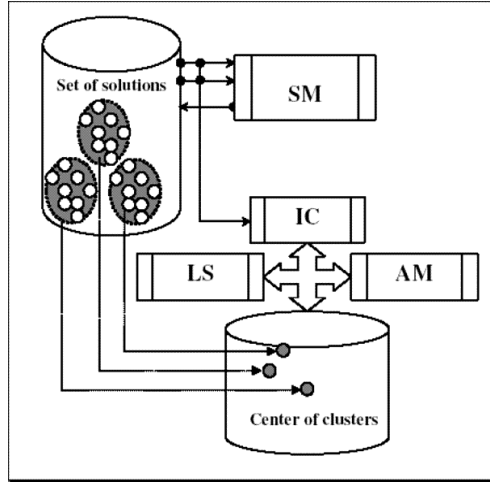 Set of solutions
SM
IC
LS
AM
Center of clusters